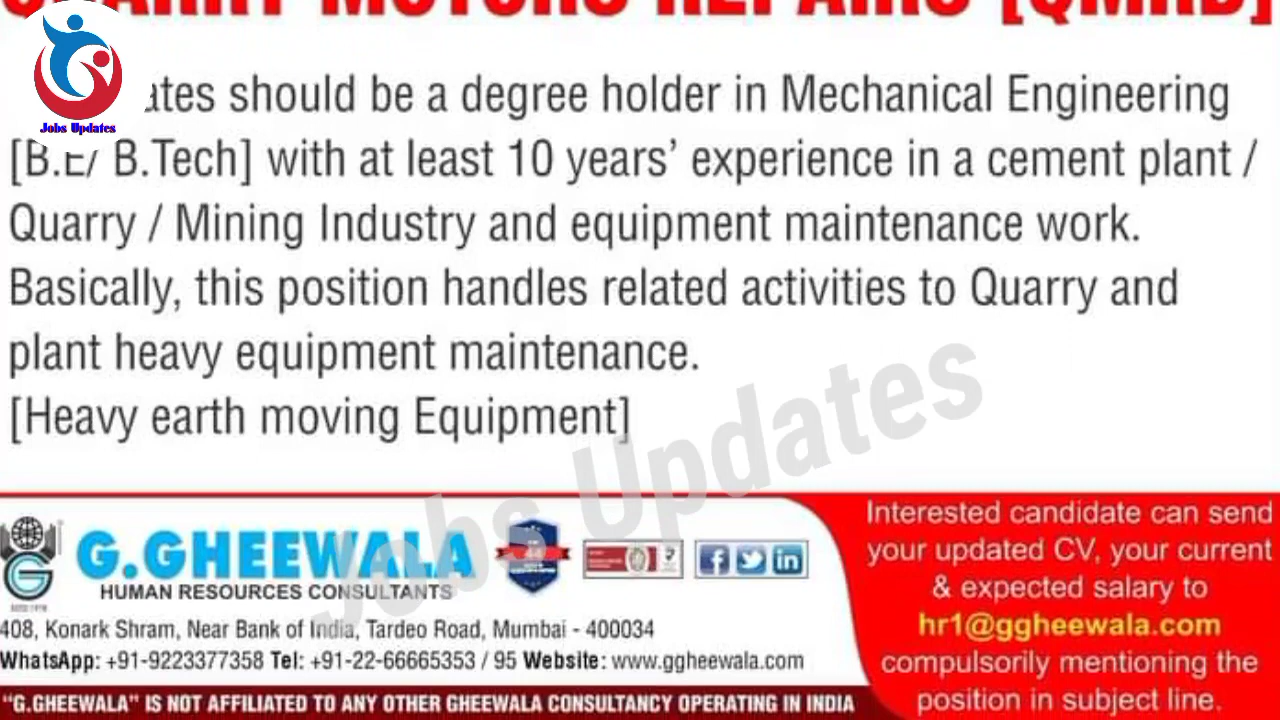 QUARRY MOTORS REPAIRS [QMRD]
Jobs Updates
ates should be a degree holder in Mechanical Engineering
[B.E/ B.Tech] with at least 10 years’ experience in a cement plant /
Quarry / Mining Industry and equipment maintenance work.
Basically, this position handles related activities to Quarry and
plant heavy equipment maintenance.
[Heavy earth moving Equipment]
Jobs Updates
G.GHEEWALA
HUMAN RESOURCES CONSULTANTS
408, Konark Shram, Near Bank of India, Tardeo Road, Mumbai - 400034
WhatsApp: +91-9223377358 Tel: +91-22-66665353 / 95 Website: www.ggheewala.com
"G.GHEEWALA" IS NOT AFFILIATED TO ANY OTHER GHEEWALA CONSULTANCY OPERATING IN INDIA
Interested candidate can send
your updated CV, your current
& expected salary to
hr1@ggheewala.com
compulsorily mentioning the
position in subject line.